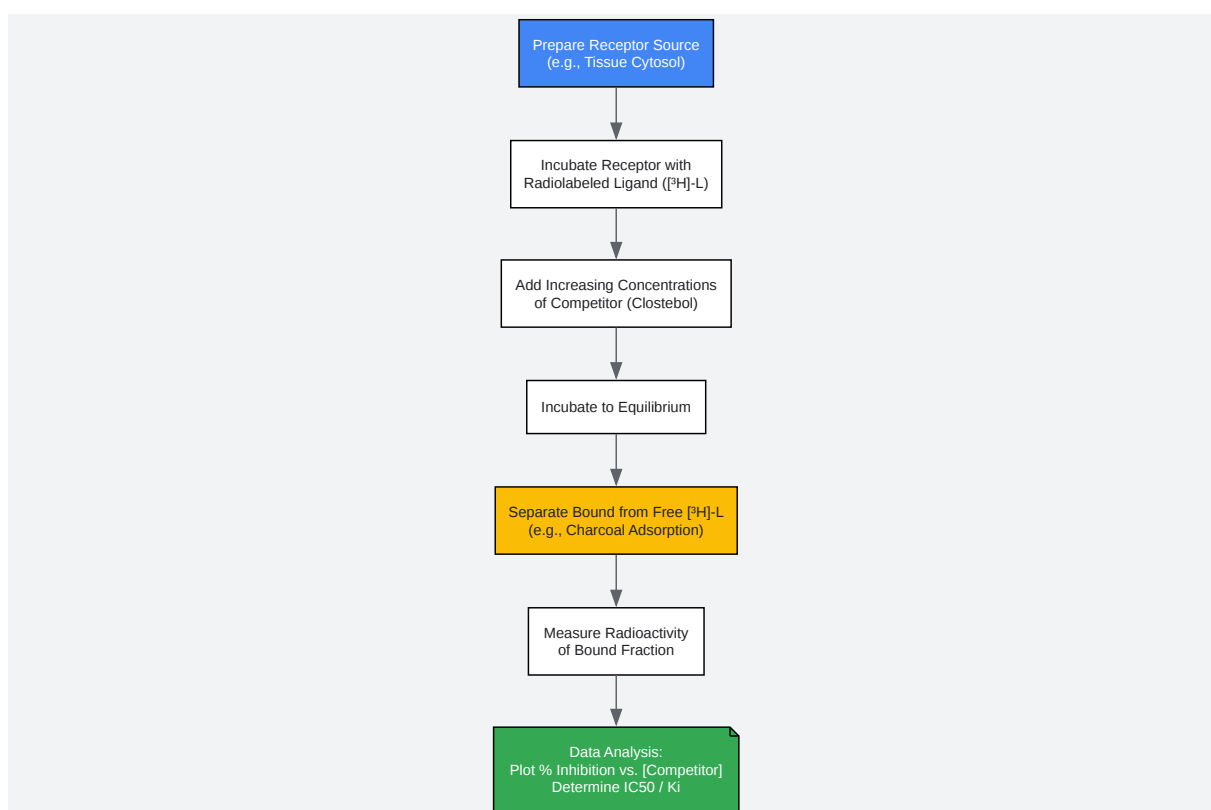 Prepare Receptor Source
(e.g., Tissue Cytosol)
Incubate Receptor with
Radiolabeled Ligand ([³H]-L)
Add Increasing Concentrations
of Competitor (Clostebol)
Incubate to Equilibrium
Separate Bound from Free [³H]-L
(e.g., Charcoal Adsorption)
Measure Radioactivity
of Bound Fraction
Data Analysis:
Plot % Inhibition vs. [Competitor]
Determine IC50 / Ki